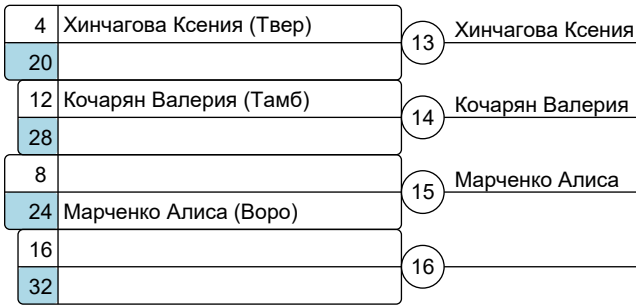 4 Хинчагова Ксения (Твер)
13 Хинчагова Ксения
20
12 Кочарян Валерия (Тамб)
14 Кочарян Валерия
28
8
15 Марченко Алиса
24 Марченко Алиса (Воро)
16
16
32